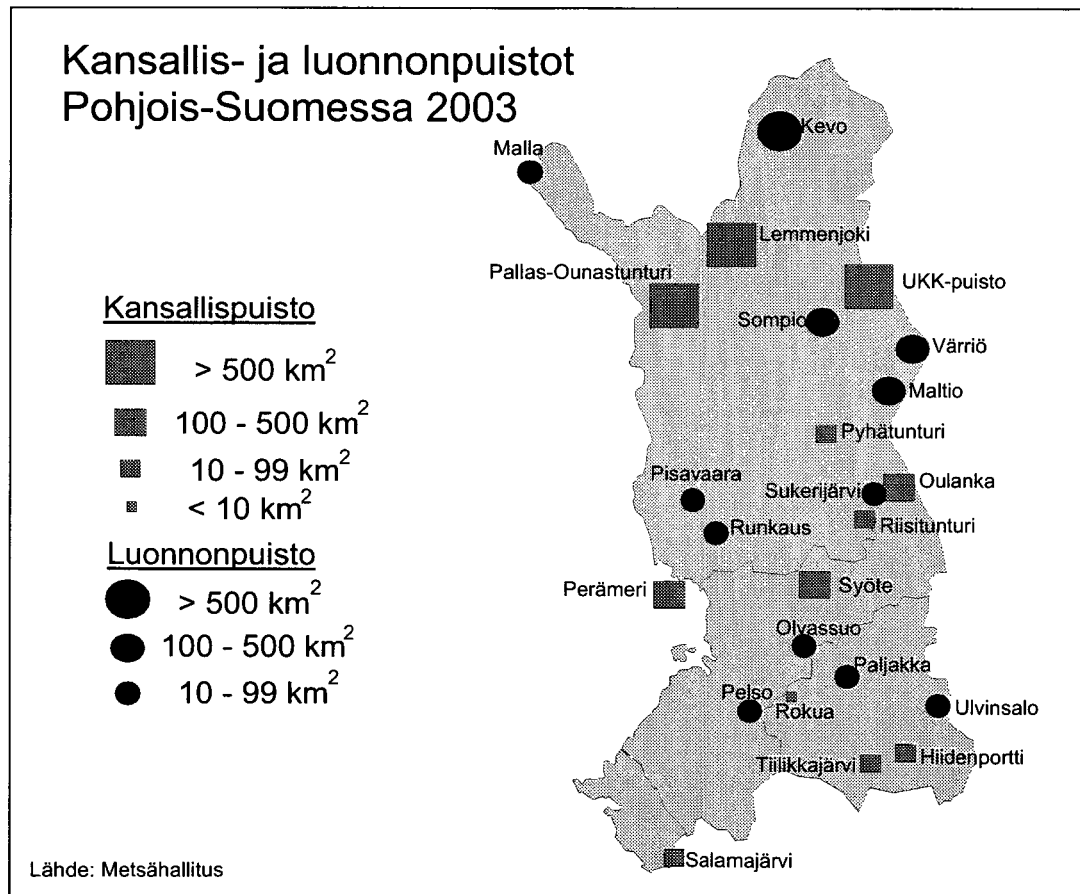 Kansallis- ja luonnonpuistot
Pohjois-Suomessa 2003
Kevo
Malla
Lemmenjoki
Pallas-Ounastunturi
UKK-puisto
Sompio
Värriö
Maltio
Pyhätunturi
Pisavaara
Sukerijärvi
Oulanka
Runkaus
Riisitunturi
Perämeri
Syöte
Olvassuo
Paljakka
Pelso
Rokua
Ulvinsalo
Tiilikkajärvi
Hiidenportti
Salamajärvi
Kansallispuisto
> 500 km²
100 - 500 km²
10 - 99 km²
< 10 km²
Luonnonpuisto
> 500 km²
100 - 500 km²
10 - 99 km²
Lähde: Metsähallitus